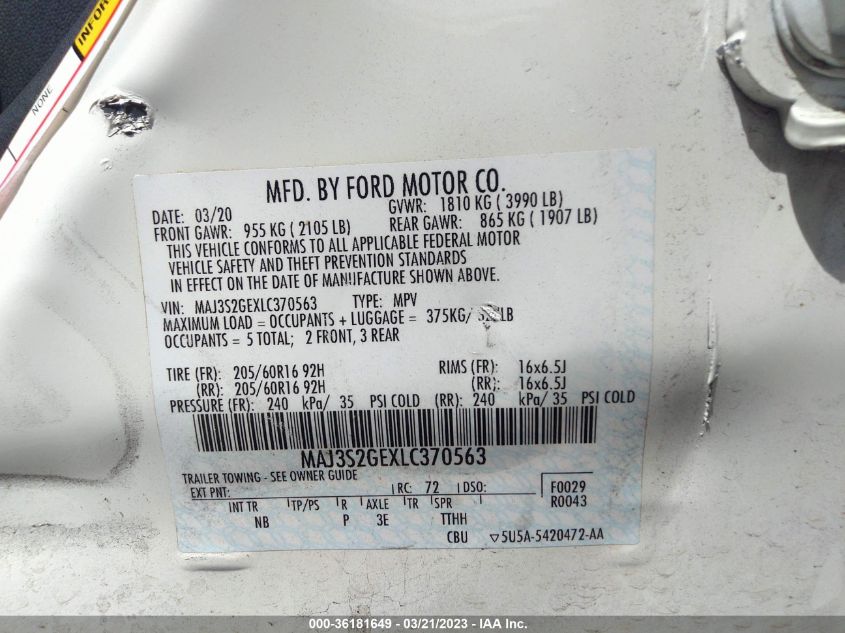 INFOR
NONE
MFD. BY FORD MOTOR CO.
DATE: 03/20 GVWR: 1810 KG ( 3990 LB)
FRONT GAWR: 955 KG ( 2105 LB) REAR GAWR: 865 KG ( 1907 LB)
THIS VEHICLE CONFORMS TO ALL APPLICABLE FEDERAL MOTOR
VEHICLE SAFETY AND THEFT PREVENTION STANDARDS
IN EFFECT ON THE DATE OF MANUFACTURE SHOWN ABOVE.
VIN: MAJ3S2GEXLC370563 TYPE: MPV
MAXIMUM LOAD = OCCUPANTS + LUGGAGE = 375KG/ LB
OCCUPANTS = 5 TOTAL; 2 FRONT, 3 REAR
TIRE (FR): 205/60R16 92H RIMS (FR): 16x6.5J
(RR): 205/60R16 92H (RR): 16x6.5J
PRESSURE (FR): 240 kPa/ 35 PSI COLD (RR): 240 kPa/ 35 PSI COLD
MAJ3S2GEXLC370563
TRAILER TOWING - SEE OWNER GUIDE
EXT PNT: RC: 72 DSO: F0029
R0043
INT TR TP/PS R AXLE TR SPR
NB P 3E TTHH
CBU ▽5U5A-5420472-AA
000-36181649 - 03/21/2023 - IAA Inc.